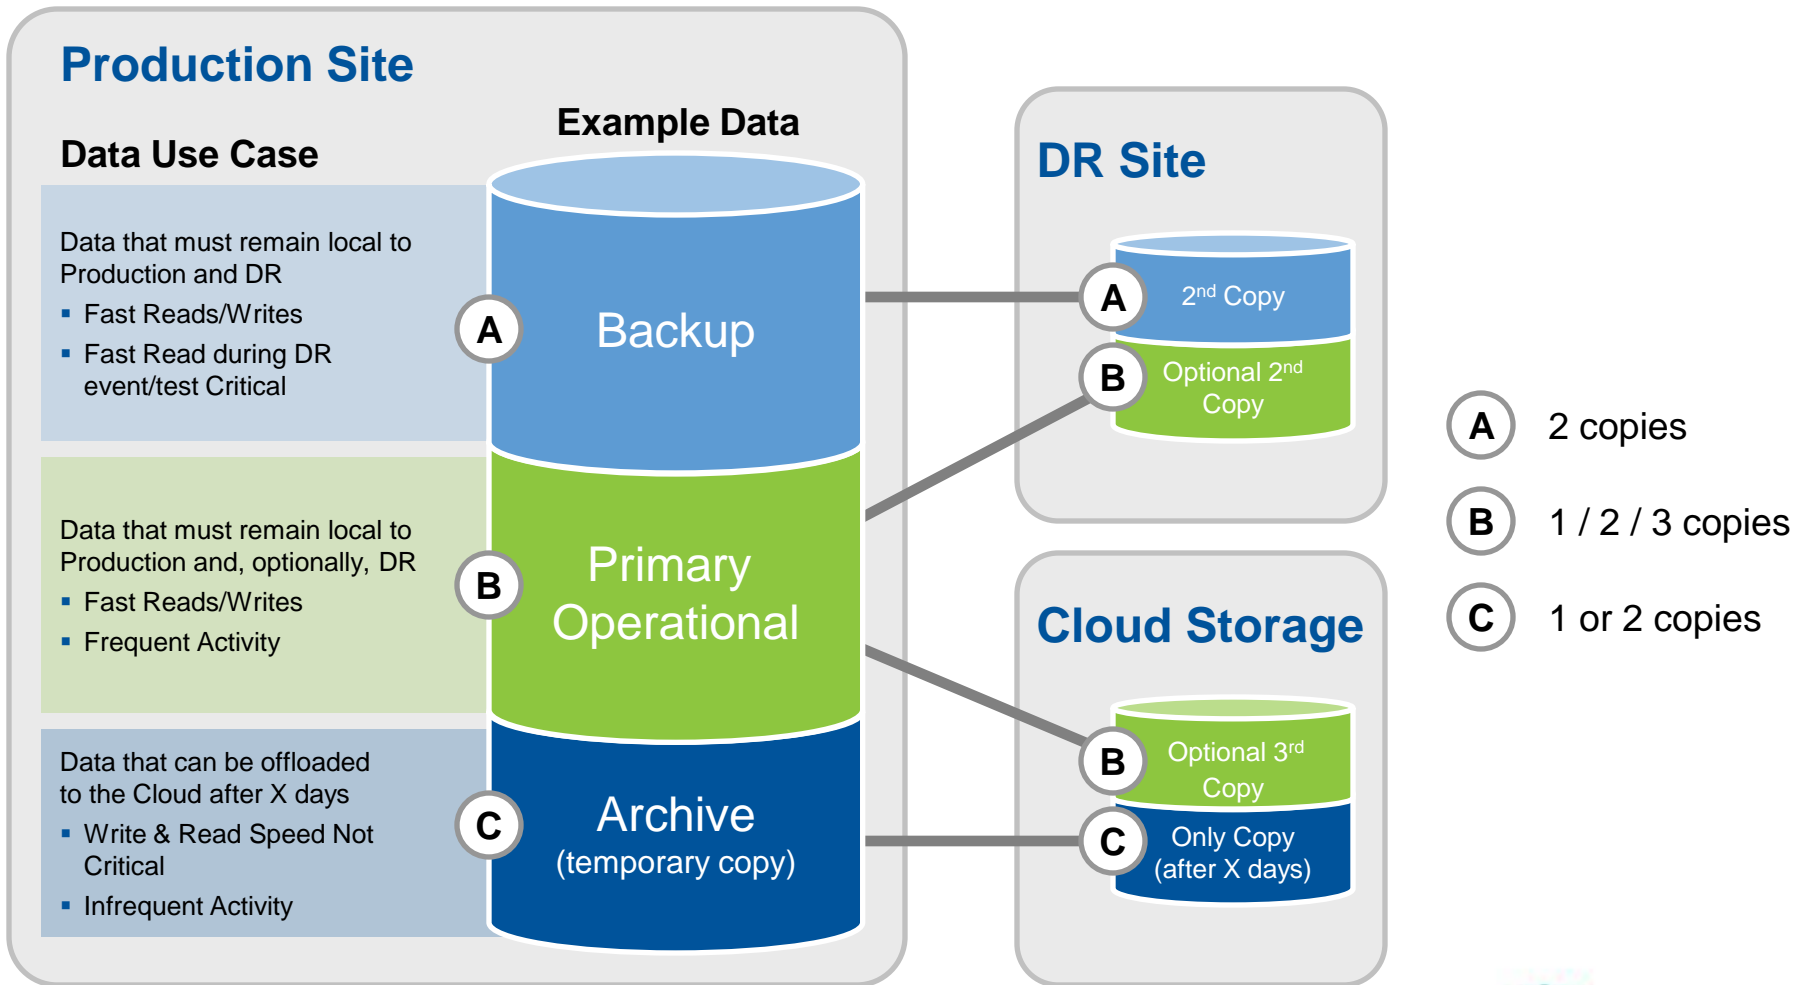 Production Site
Data Use Case
Example Data
Data that must remain local to
Production and DR
▪ Fast Reads/Writes
▪ Fast Read during DR
event/test Critical
A
Backup
Data that must remain local to
Production and, optionally, DR
▪ Fast Reads/Writes
▪ Frequent Activity
B
Primary
Operational
Data that can be offloaded
to the Cloud after X days
▪ Write & Read Speed Not
Critical
▪ Infrequent Activity
C
Archive
(temporary copy)
DR Site
A
2nd Copy
B
Optional 2nd
Copy
Cloud Storage
B
Optional 3rd
Copy
C
Only Copy
(after X days)
A 2 copies
B 1 / 2 / 3 copies
C 1 or 2 copies